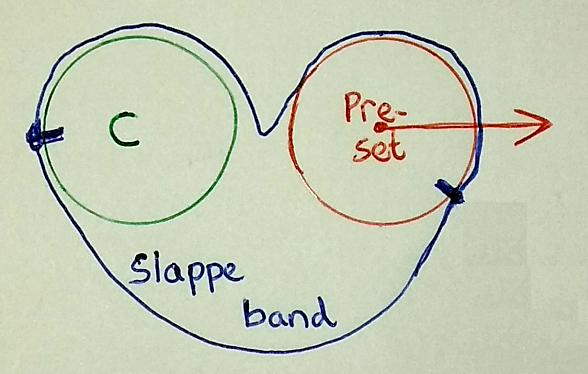 C
Pre-
set
Slappe
band